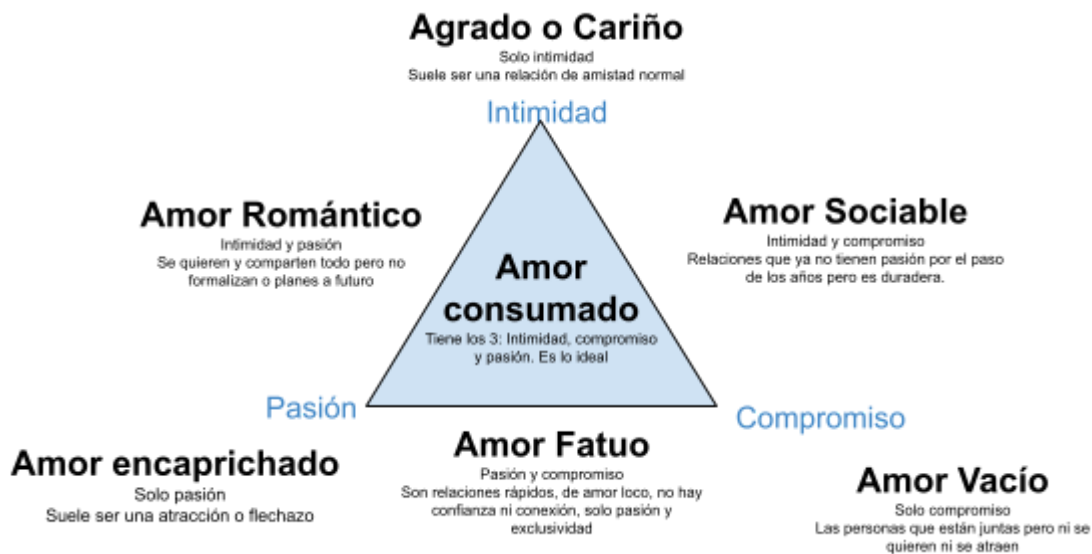 Agrado o Cariño
Solo intimidad
Suele ser una relación de amistad normal
Intimidad
Amor Romántico
Intimidad y pasión
Se quieren y comparten todo pero no
formalizan o planes a futuro
Amor Sociable
Intimidad y compromiso
Relaciones que ya no tienen pasión por el paso
de los años pero es duradera.
Amor
consumado
Tiene los 3: Intimidad, compromiso
y pasión. Es lo ideal
Pasión
Compromiso
Amor encaprichado
Solo pasión
Suele ser una atracción o flechazo
Amor Fatuo
Pasión y compromiso
Son relaciones rápidos, de amor loco, no hay
confianza ni conexión, solo pasión y
exclusividad
Amor Vacío
Solo compromiso
Las personas que están juntas pero ni se
quieren ni se atraen